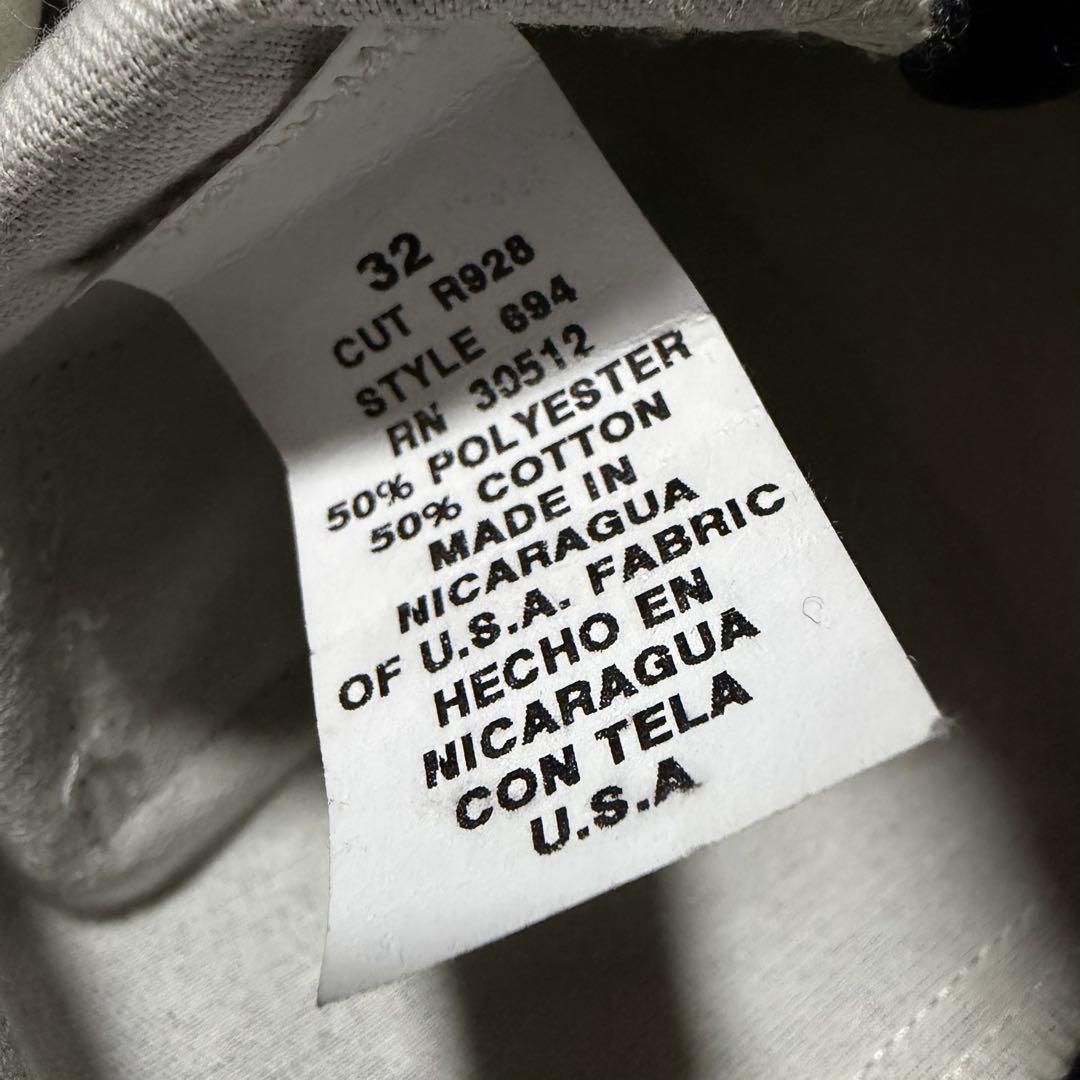 32
CUT R928
STYLE 694
RN 30512
50% POLYESTER
50% COTTON
MADE IN
NICARAGUA
OF U.S.A. FABRIC
HECHO EN
NICARAGUA
CON TELA
U.S.A